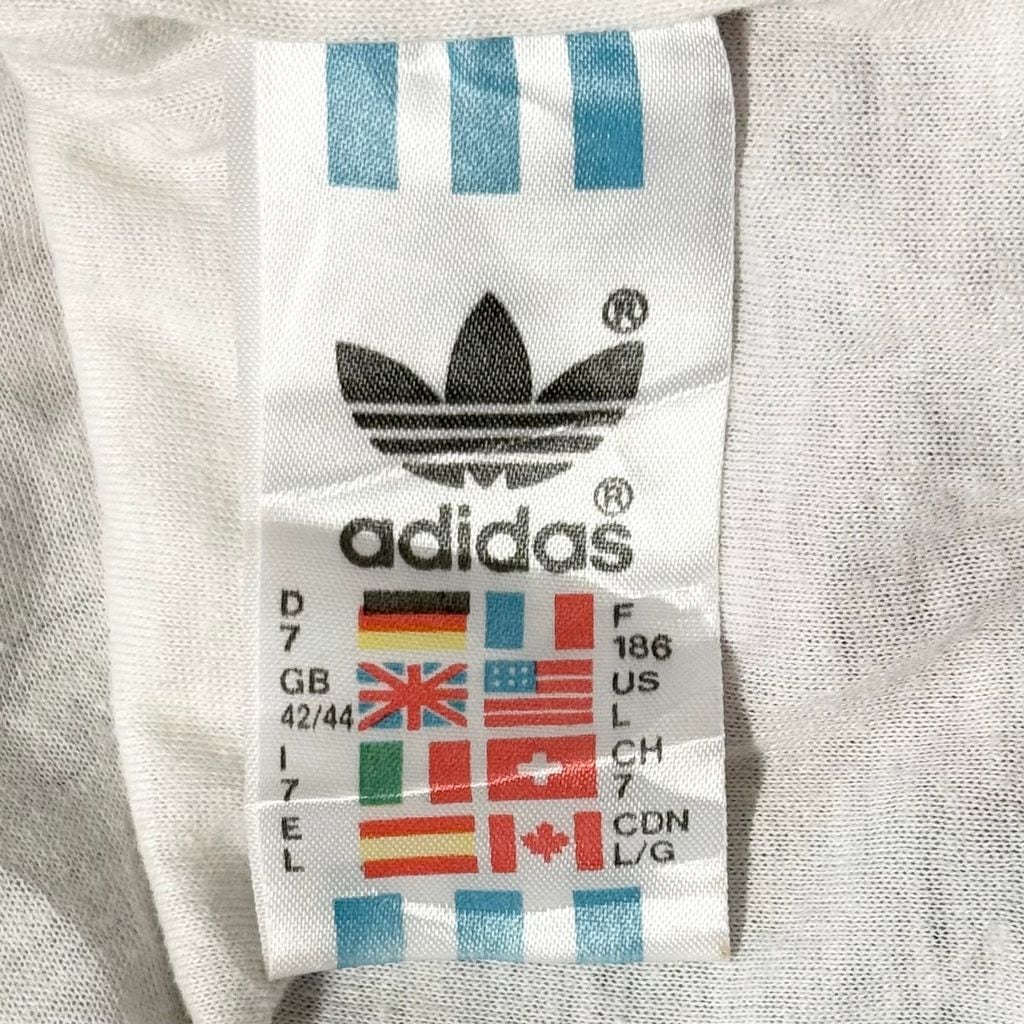 ®
®
adidas
D F
7 186
GB US
42/44 L
I CH
7 7
E CDN
L L/G